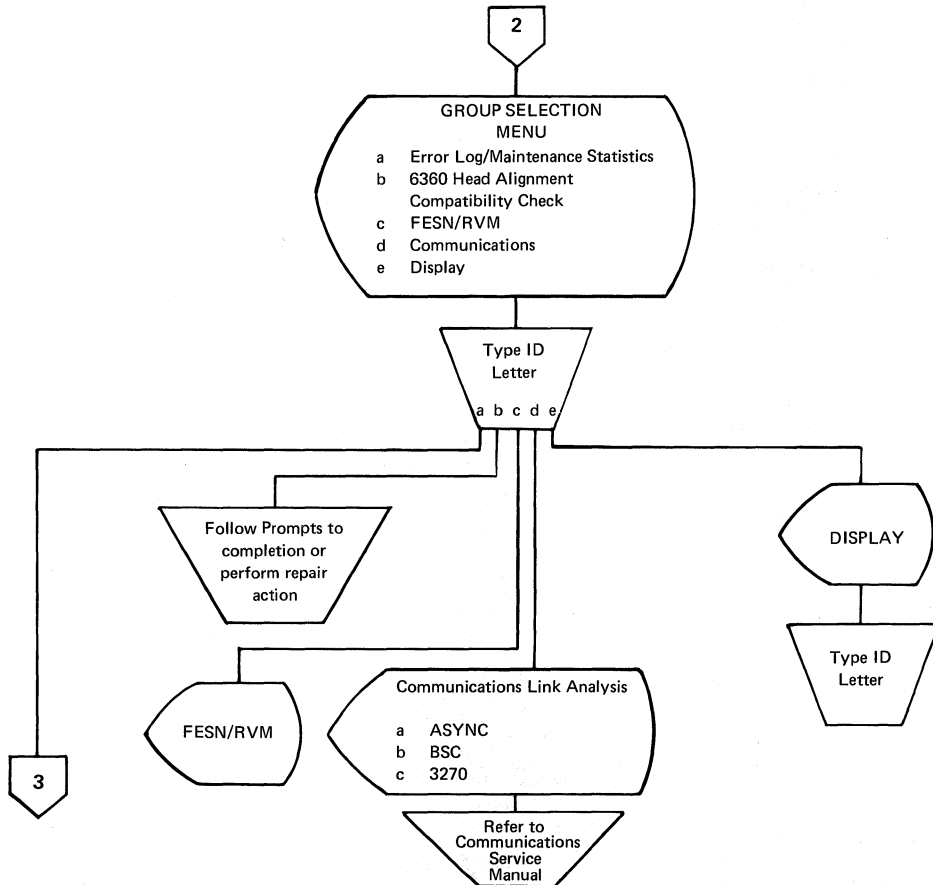 2
GROUP SELECTION
MENU
a Error Log/Maintenance Statistics
b 6360 Head Alignment
Compatibility Check
c FESN/RVM
d Communications
e Display
Type ID
Letter
a b c d e
Follow Prompts to
completion or
perform repair
action
DISPLAY
Type ID
Letter
FESN/RVM
Communications Link Analysis
a ASYNC
b BSC
c 3270
3
Refer to
Communications
Service
Manual